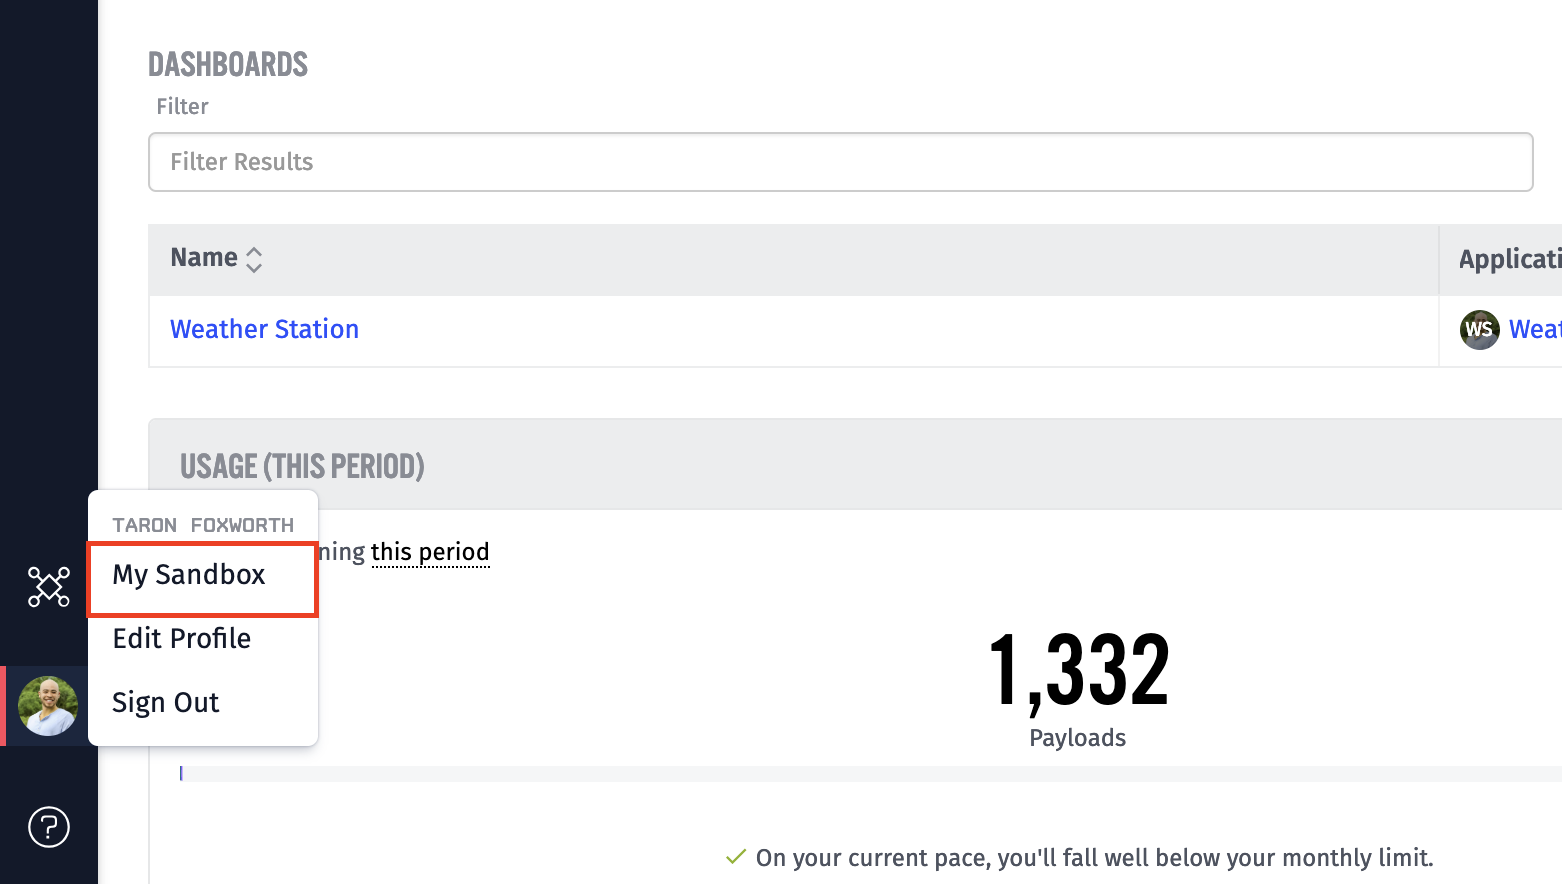 DASHBOARDS
Filter
Filter Results
Name
Applicati
Weather Station
WS Weat
USAGE (THIS PERIOD)
ning this period
TARON FOXWORTH
My Sandbox
Edit Profile
Sign Out
1,332
Payloads
?
On your current pace, you'll fall well below your monthly limit.